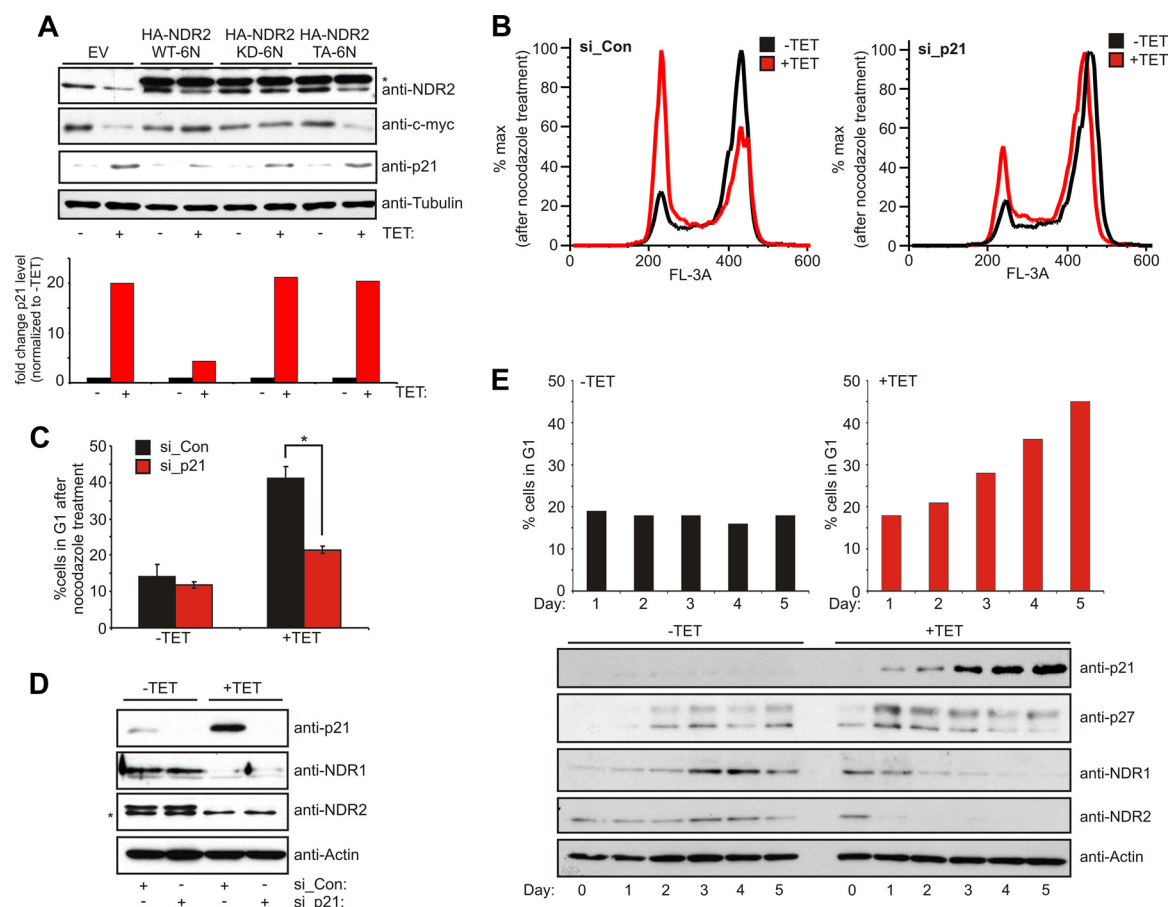 A
EV
HA-NDR2 WT-6N
HA-NDR2 KD-6N
HA-NDR2 TA-6N
*
anti-NDR2
anti-c-myc
anti-p21
anti-Tubulin
- + - + - + - + TET:
fold change p21 level
(normalized to -TET)
20
10
0
- + - + - + - + TET:
B
si_Con
-TET
+TET
% max
(after nocodazole treatment)
100
80
60
40
20
0
0 200 400 600
FL-3A
si_p21
-TET
+TET
% max
(after nocodazole treatment)
100
80
60
40
20
0
0 200 400 600
FL-3A
C
si_Con
si_p21
*
%cells in G1 after
nocodazole treatment
50
40
30
20
10
0
-TET +TET
D
-TET +TET
anti-p21
anti-NDR1
anti-NDR2
*
anti-Actin
+ - + - si_Con:
- + - + si_p21:
E
-TET
% cells in G1
50
40
30
20
10
0
Day: 1 2 3 4 5
+TET
% cells in G1
50
40
30
20
10
0
Day: 1 2 3 4 5
-TET +TET
anti-p21
anti-p27
anti-NDR1
anti-NDR2
anti-Actin
Day: 0 1 2 3 4 5 0 1 2 3 4 5